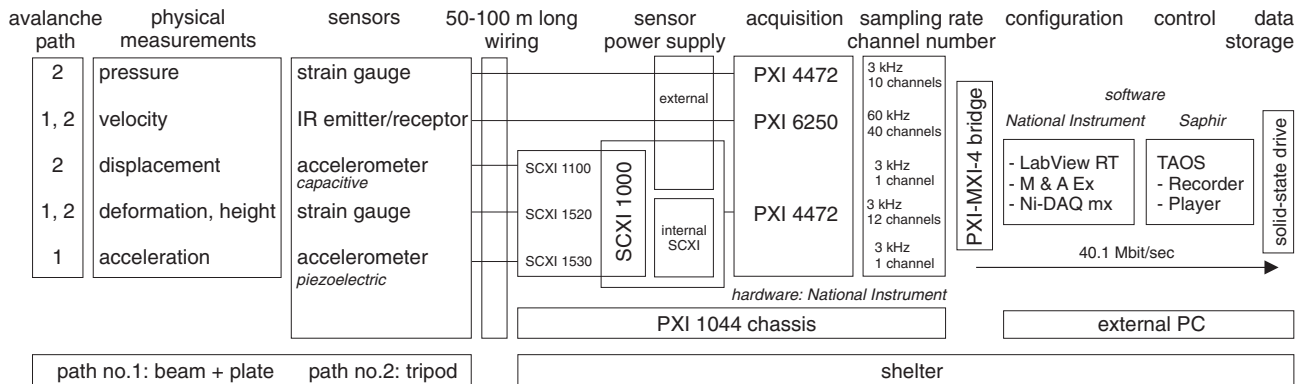 avalanche path
physical measurements
sensors
50-100 m long wiring
sensor power supply
acquisition
sampling rate channel number
configuration
control
data storage
2
pressure
strain gauge
external
PXI 4472
3 kHz
10 channels
1, 2
velocity
IR emitter/receptor
PXI 6250
60 kHz
40 channels
2
displacement
accelerometer
capacitive
SCXI 1100
3 kHz
1 channel
1, 2
deformation, height
strain gauge
SCXI 1520
SCXI 1000
internal
SCXI
PXI 4472
3 kHz
12 channels
1
acceleration
accelerometer
piezoelectric
SCXI 1530
3 kHz
1 channel
PXI-MXI-4 bridge
software
National Instrument
Saphir
- LabView RT
- M & A Ex
- Ni-DAQ mx
TAOS
- Recorder
- Player
solid-state drive
40.1 Mbit/sec
hardware: National Instrument
PXI 1044 chassis
external PC
path no.1: beam + plate
path no.2: tripod
shelter